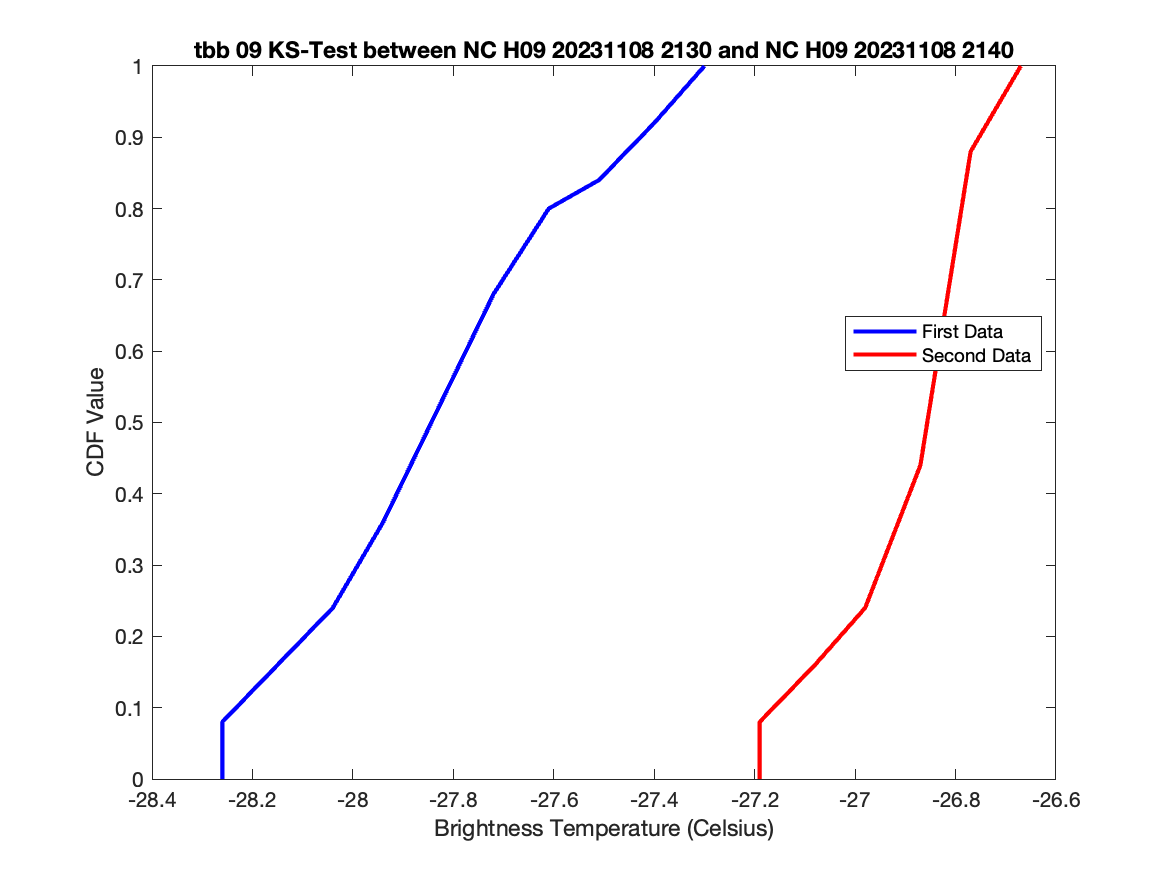 tbb 09 KS-Test between NC H09 20231108 2130 and NC H09 20231108 2140
1
0.9
0.8
0.7
0.6
0.5
0.4
0.3
0.2
0.1
0
CDF Value
First Data
Second Data
-28.4 -28.2 -28 -27.8 -27.6 -27.4 -27.2 -27 -26.8 -26.6
Brightness Temperature (Celsius)